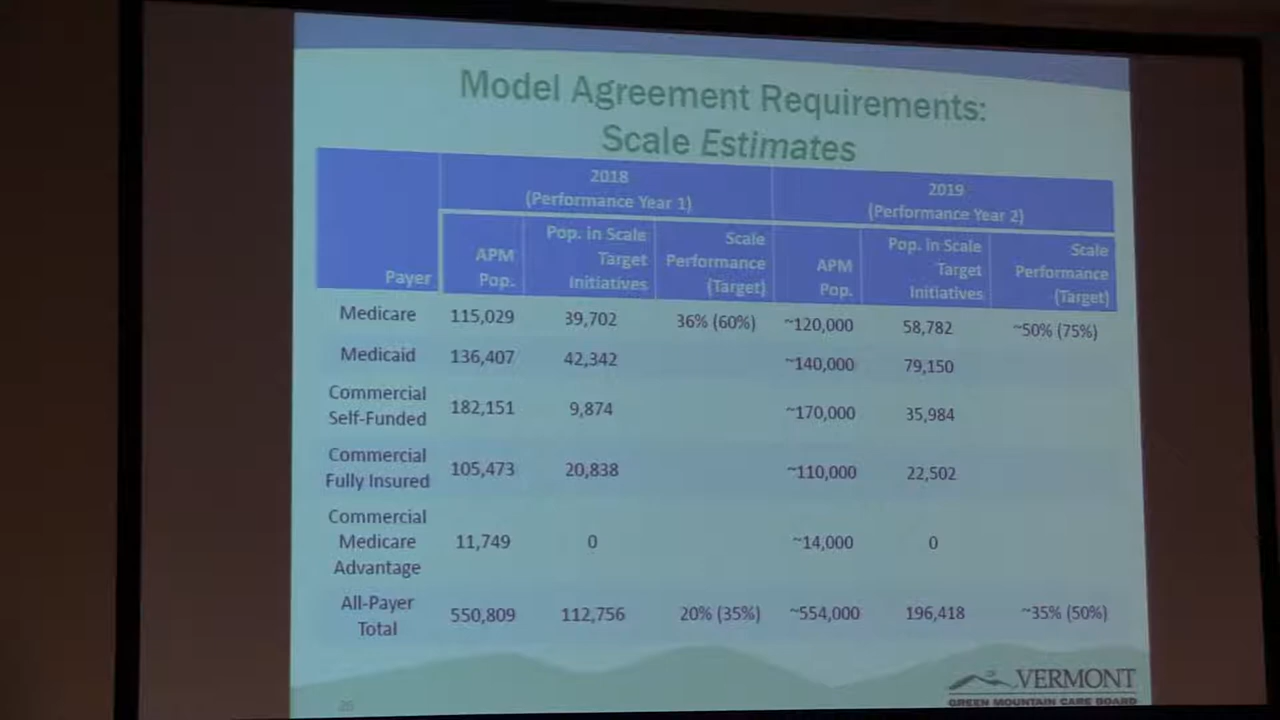 Model Agreement Requirements:
Scale Estimates
2018
(Performance Year 1)
2019
(Performance Year 2)
Payer
APM
Pop.
Pop. in Scale
Target
Initiatives
Scale
Performance
(Target)
APM
Pop.
Pop. in Scale
Target
Initiatives
Scale
Performance
(Target)
Medicare 115,029 39,702 36% (60%) ~120,000 58,782 ~50% (75%)
Medicaid 136,407 42,342 ~140,000 79,150
Commercial
Self-Funded 182,151 9,874 ~170,000 35,984
Commercial
Fully Insured 105,473 20,838 ~110,000 22,502
Commercial
Medicare
Advantage 11,749 0 ~14,000 0
All-Payer
Total 550,809 112,756 20% (35%) ~554,000 196,418 ~35% (50%)
VERMONT
GREEN MOUNTAIN CARE BOARD